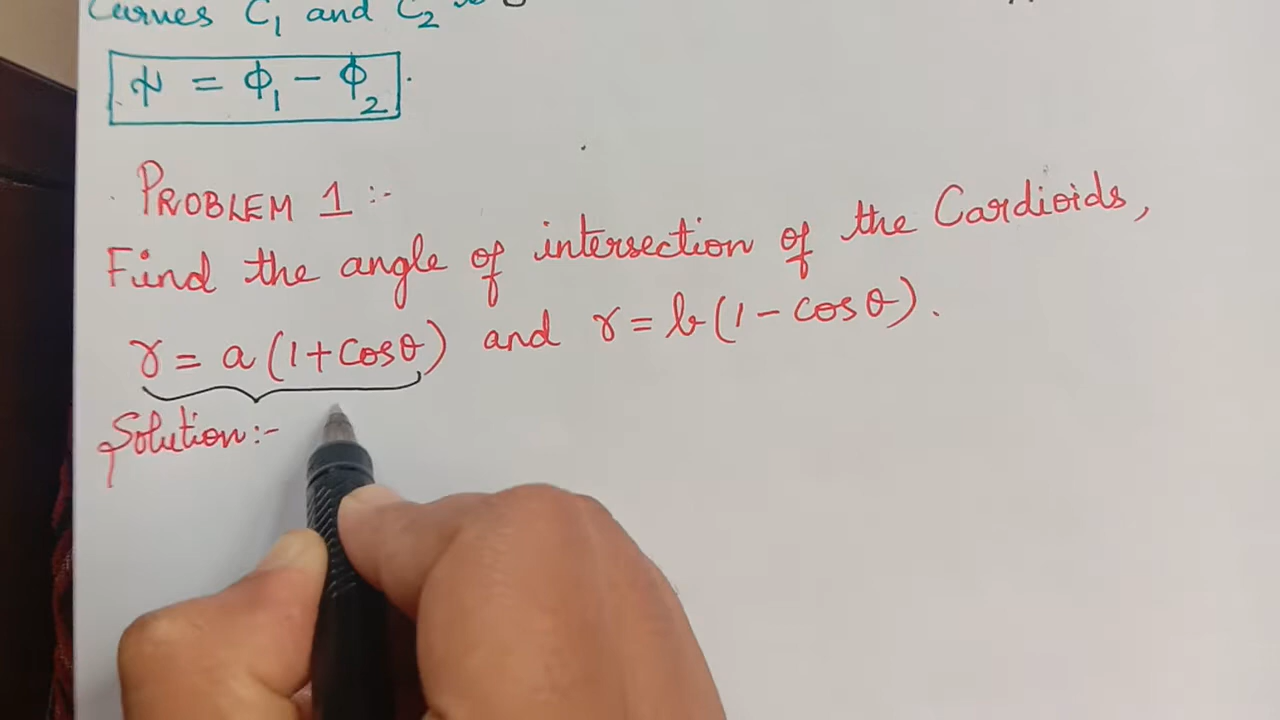 Curves C₁ and C₂
ψ = ϕ₁ - ϕ₂.
PROBLEM 1 :-
Find the angle of intersection of the Cardioids,
r = a(1+cosθ) and r = b(1-cosθ).
Solution:-